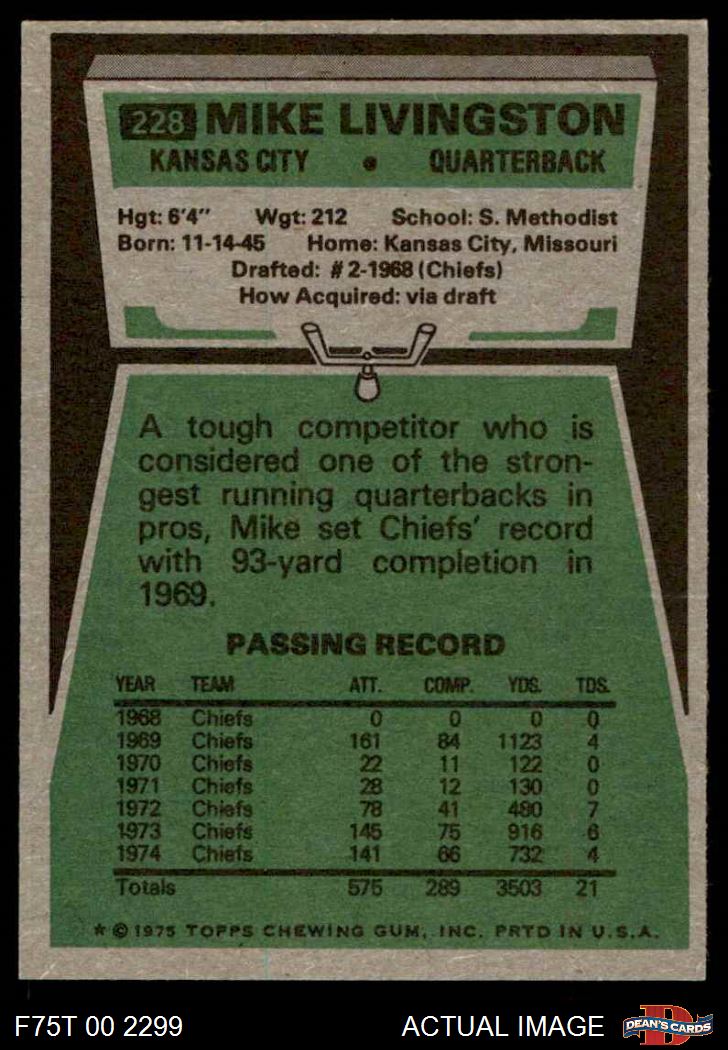 228 MIKE LIVINGSTON
KANSAS CITY • QUARTERBACK
Hgt: 6'4" Wgt: 212 School: S. Methodist
Born: 11-14-45 Home: Kansas City, Missouri
Drafted: #2-1968 (Chiefs)
How Acquired: via draft
A tough competitor who is
considered one of the stron-
gest running quarterbacks in
pros, Mike set Chiefs' record
with 93-yard completion in
1969.
PASSING RECORD
YEAR TEAM ATT. COMP. YDS. TDS.
1968 Chiefs 0 0 0 0
1969 Chiefs 161 84 1123 4
1970 Chiefs 22 11 122 0
1971 Chiefs 28 12 130 0
1972 Chiefs 78 41 480 7
1973 Chiefs 145 75 916 6
1974 Chiefs 141 66 732 4
Totals 575 289 3503 21
* © 1975 TOPPS CHEWING GUM, INC. PRTD IN U.S.A.
F75T 00 2299 ACTUAL IMAGE D DEAN'S CARDS